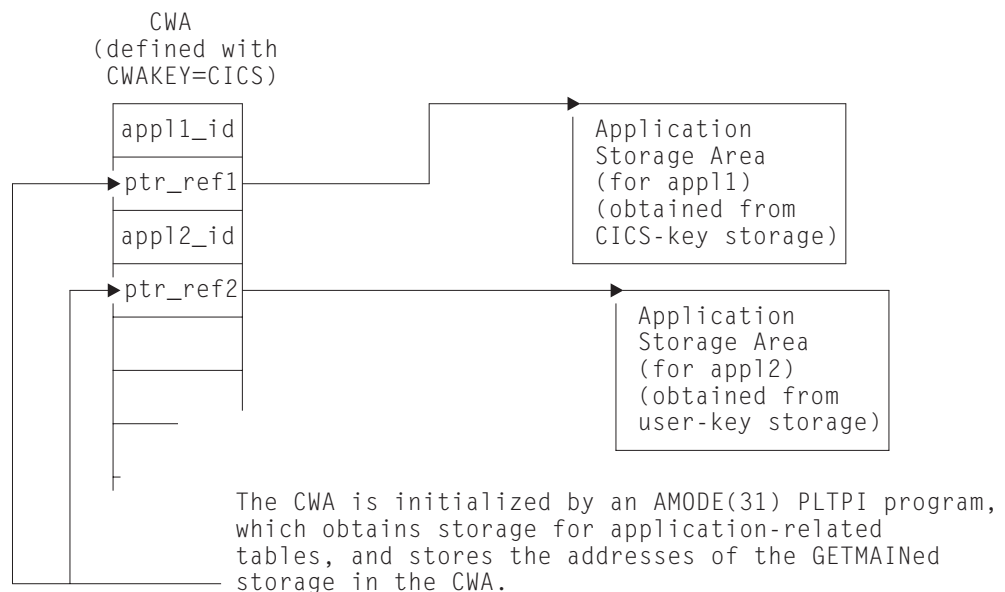 CWA
(defined with
CWAKEY=CICS)
appl1_id
ptr_ref1
appl2_id
ptr_ref2
Application
Storage Area
(for appl1)
(obtained from
CICS-key storage)
Application
Storage Area
(for appl2)
(obtained from
user-key storage)
The CWA is initialized by an AMODE(31) PLTPI program,
which obtains storage for application-related
tables, and stores the addresses of the GETMAINed
storage in the CWA.